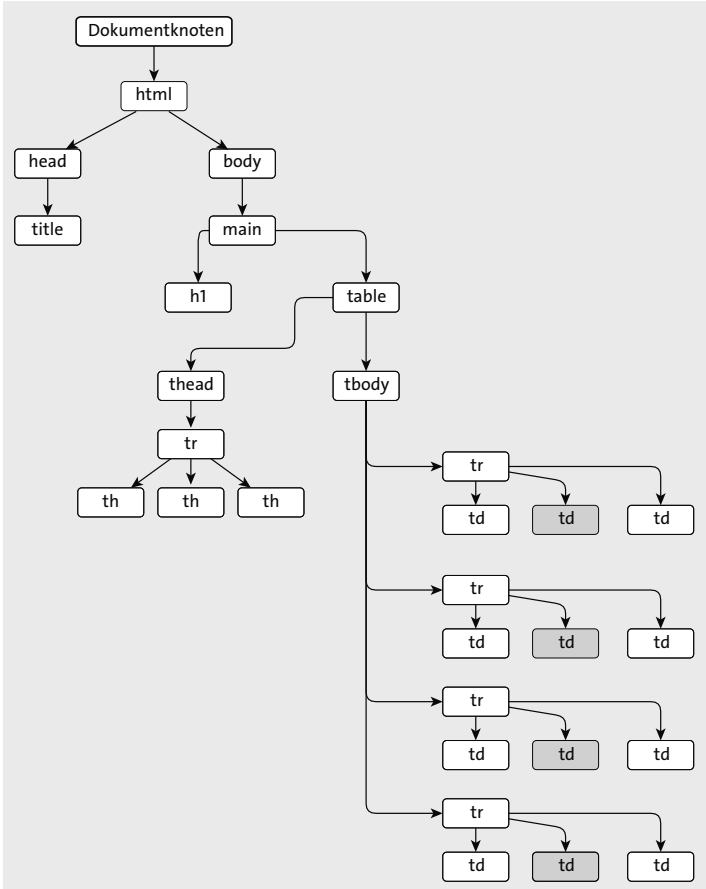 Dokumentknoten
html
head body
title main
h1 table
thead tbody
tr
th th th
tr
td td td
tr
td td td
tr
td td td
tr
td td td